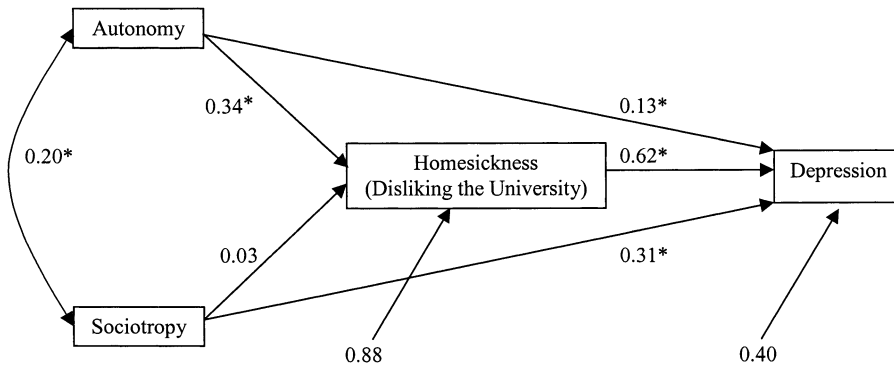 Autonomy
0.34*
0.13*
0.20*
Homesickness
(Disliking the University)
0.62*
Depression
0.03
0.31*
Sociotropy
0.88
0.40